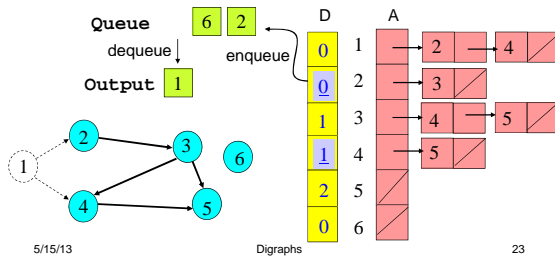 Queue 6 2
dequeue
enqueue
Output 1
D A
0 1 2 4
0 2 3
1 3 4 5
1 4 5
2 5
0 6
1 2 3 4 5 6
5/15/13 Digraphs 23